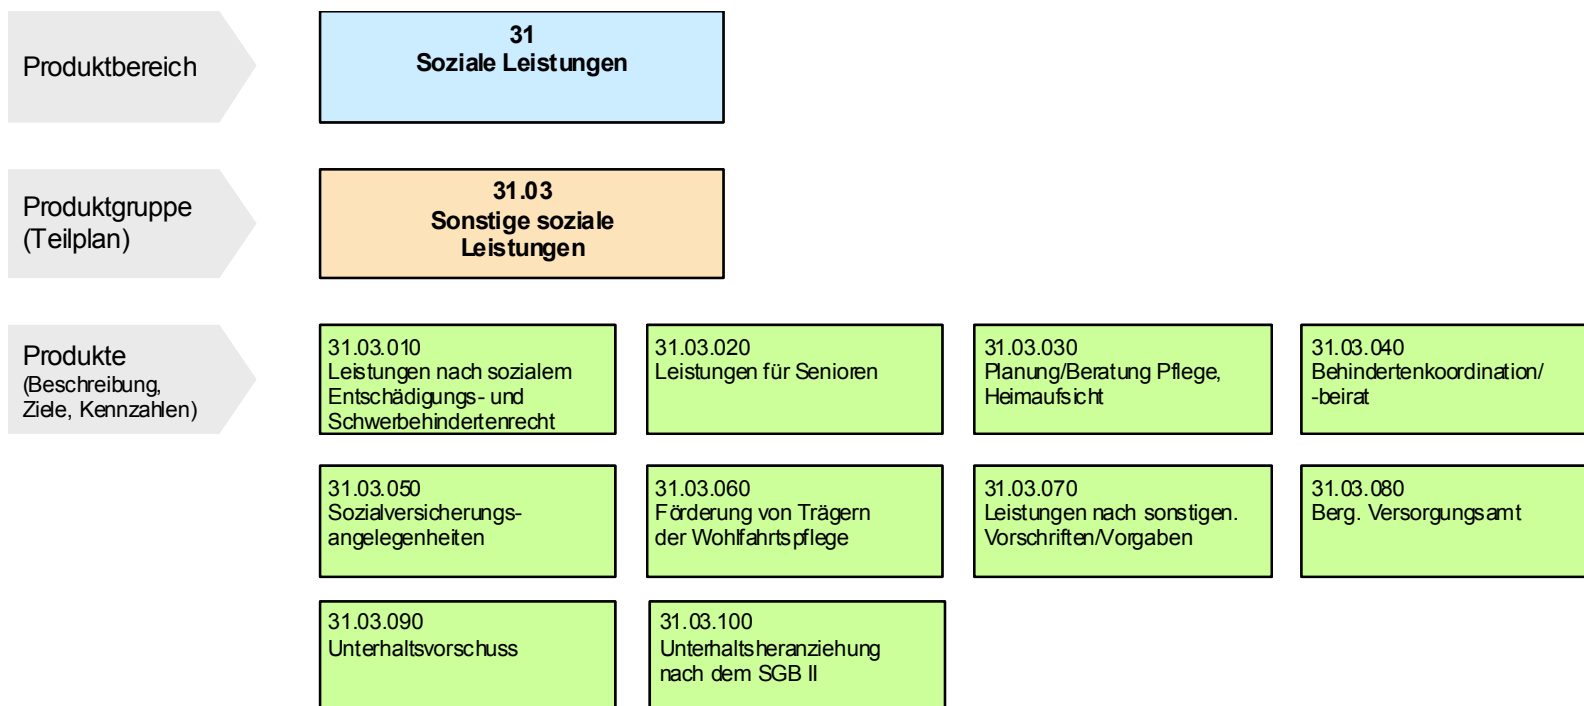 Produktbereich
31
Soziale Leistungen
Produktgruppe
(Teilplan)
31.03
Sonstige soziale
Leistungen
Produkte
(Beschreibung,
Ziele, Kennzahlen)
31.03.010
Leistungen nach sozialem
Entschädigungs- und
Schwerbehindertenrecht
31.03.020
Leistungen für Senioren
31.03.030
Planung/Beratung Pflege,
Heimaufsicht
31.03.040
Behindertenkoordination/
-beirat
31.03.050
Sozialversicherungs-
angelegenheiten
31.03.060
Förderung von Trägern
der Wohlfahrtspflege
31.03.070
Leistungen nach sonstigen.
Vorschriften/Vorgaben
31.03.080
Berg. Versorgungsamt
31.03.090
Unterhaltsvorschuss
31.03.100
Unterhaltsheranziehung
nach dem SGB II